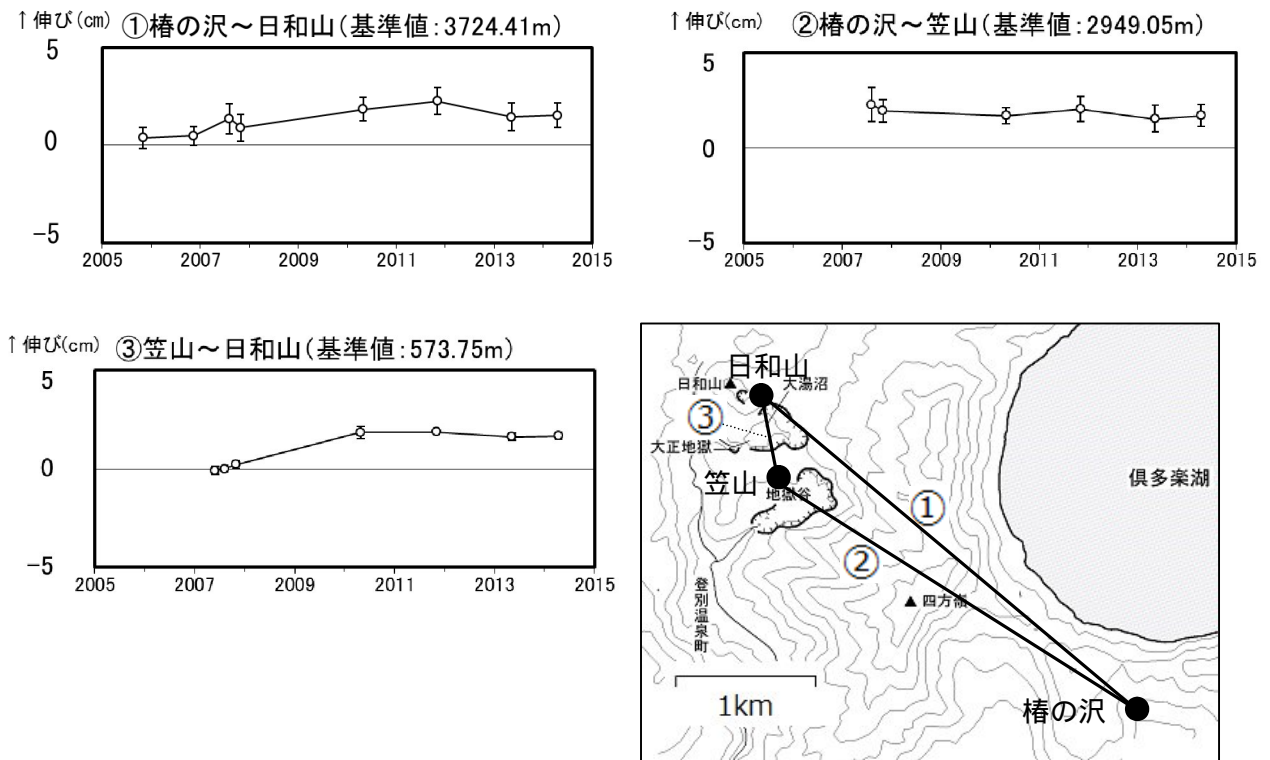 ↑伸び(cm) ①椿の沢～日和山(基準値:3724.41m)
5
0
−5
2005 2007 2009 2011 2013 2015
↑伸び(cm) ②椿の沢～笠山(基準値:2949.05m)
5
0
−5
2005 2007 2009 2011 2013 2015
↑伸び(cm) ③笠山～日和山(基準値:573.75m)
5
0
−5
2005 2007 2009 2011 2013 2015
日和山
日和山▲ 大湯沼
③
大正地獄
笠山 地獄谷
倶多楽湖
①
②
▲ 四方嶺
登別温泉町
1km
椿の沢